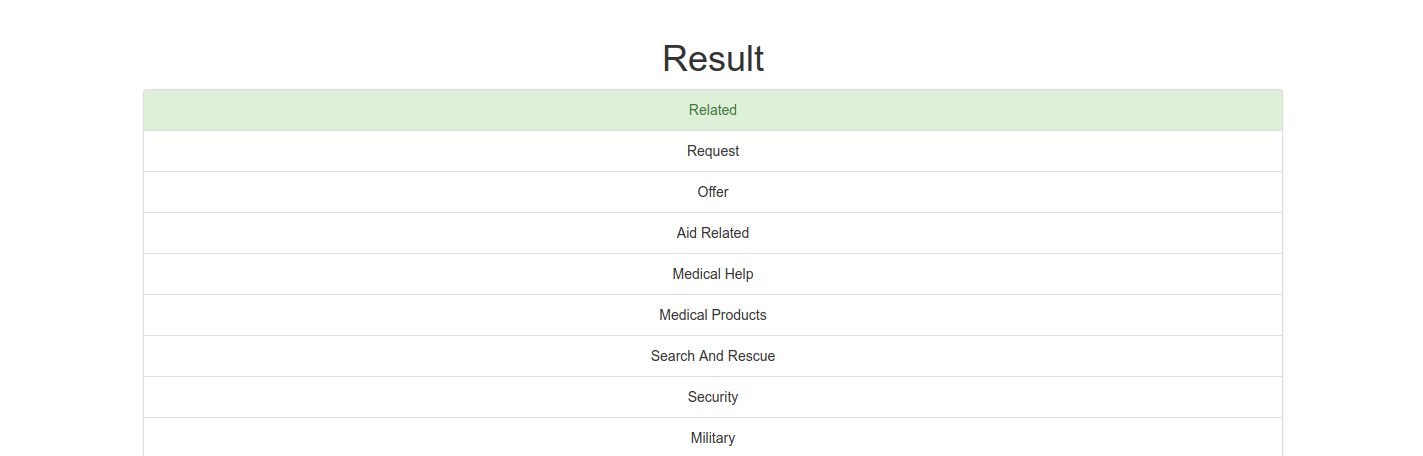 Result
Related
Request
Offer
Aid Related
Medical Help
Medical Products
Search And Rescue
Security
Military